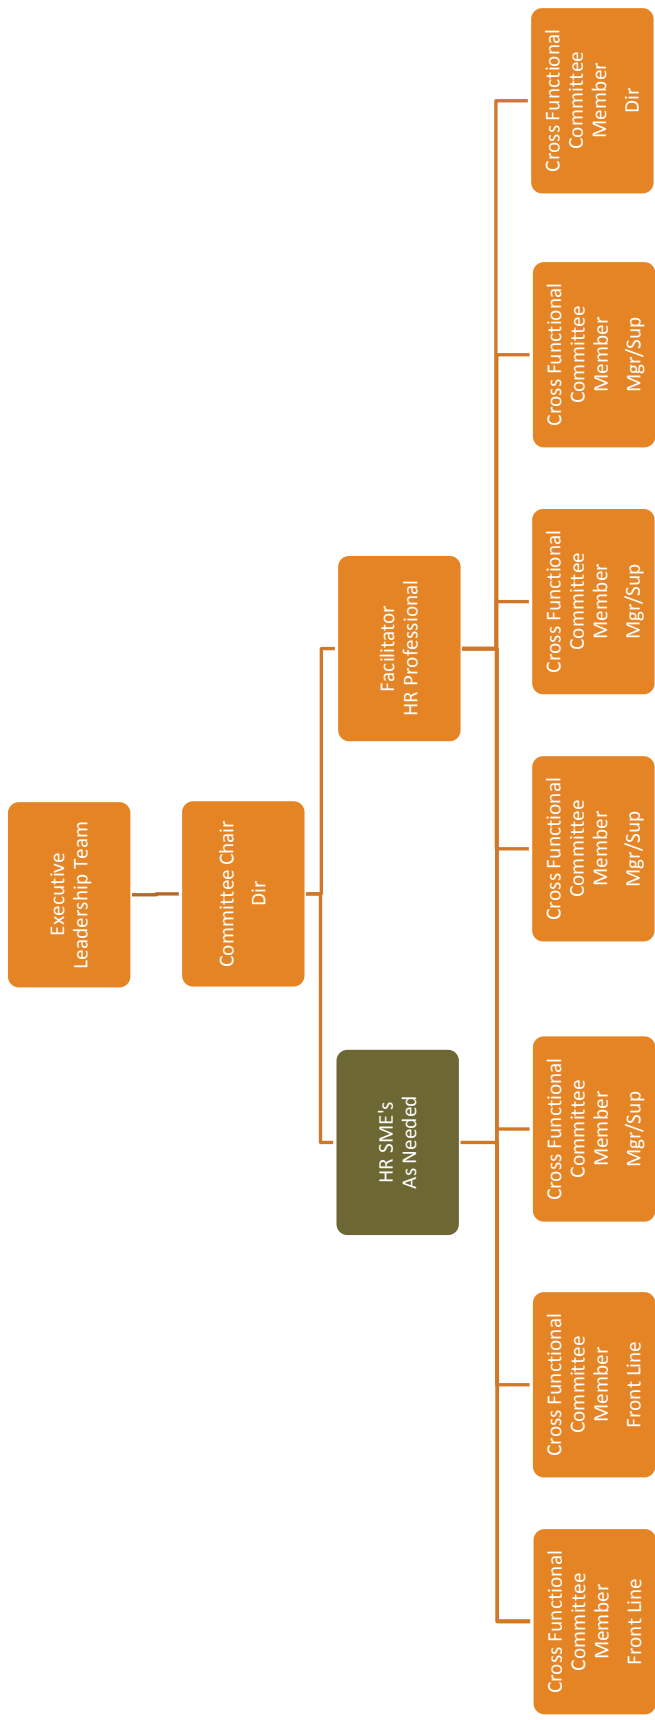 Executive
Leadership Team
Committee Chair
Dir
HR SME's
As Needed
Facilitator
HR Professional
Cross Functional
Committee
Member
Front Line
Cross Functional
Committee
Member
Front Line
Cross Functional
Committee
Member
Mgr/Sup
Cross Functional
Committee
Member
Mgr/Sup
Cross Functional
Committee
Member
Mgr/Sup
Cross Functional
Committee
Member
Mgr/Sup
Cross Functional
Committee
Member
Dir